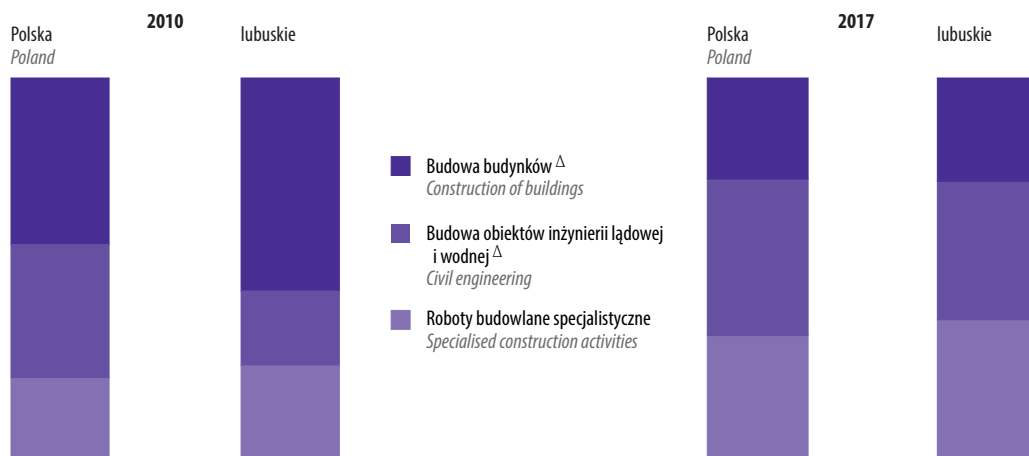 2010
Polska
Poland
lubuskie
Budowa budynków Δ
Construction of buildings
Budowa obiektów inżynierii lądowej
i wodnej Δ
Civil engineering
Roboty budowlane specjalistyczne
Specialised construction activities
2017
Polska
Poland
lubuskie